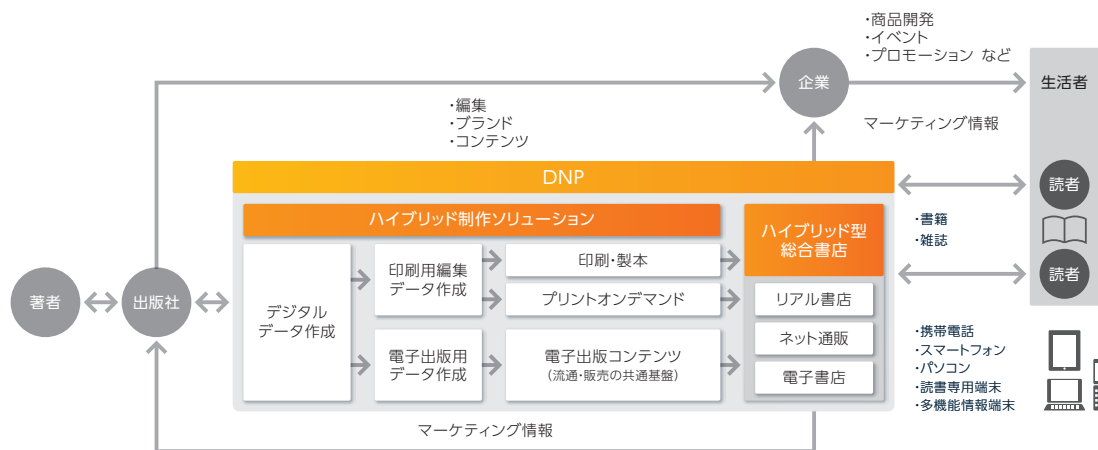 ・商品開発
・イベント
・プロモーション など
企業
生活者
・編集
・ブランド
・コンテンツ
マーケティング情報
DNP
読者
ハイブリッド制作ソリューション
ハイブリッド型
総合書店
・書籍
・雑誌
印刷用編集
データ作成
印刷・製本
読者
著者
出版社
デジタル
データ作成
プリントオンデマンド
リアル書店
電子出版用
データ作成
電子出版コンテンツ
(流通・販売の共通基盤)
ネット通販
電子書店
・携帯電話
・スマートフォン
・パソコン
・読書専用端末
・多機能情報端末
マーケティング情報